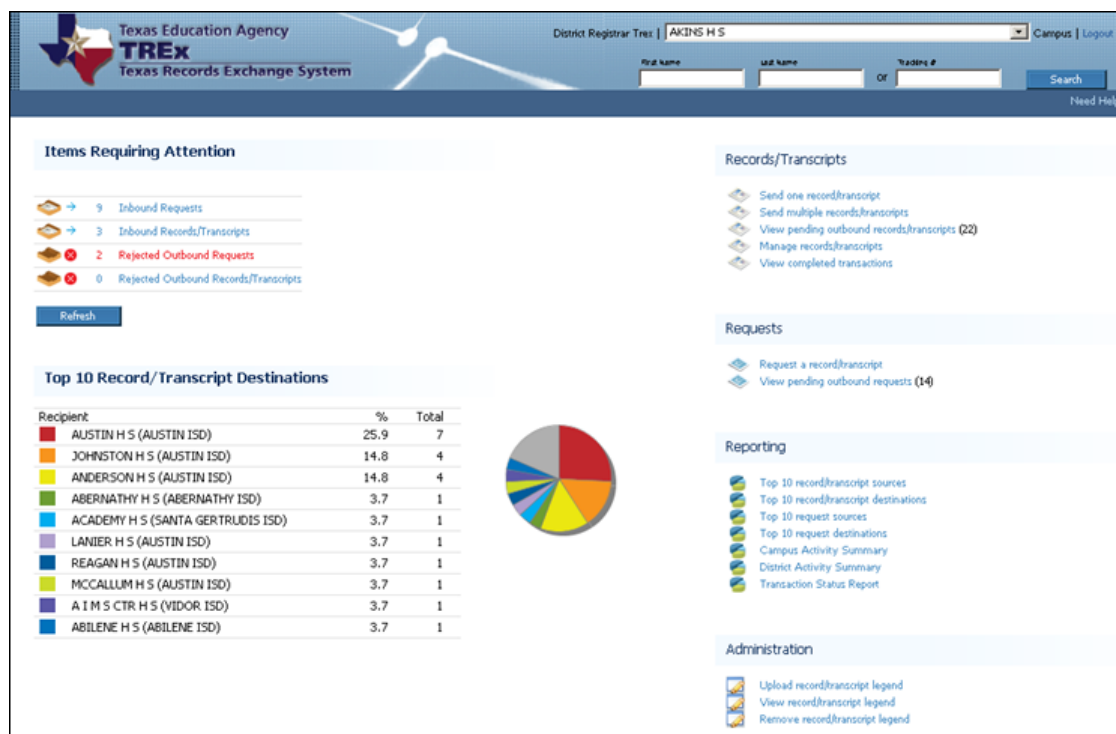 Texas Education Agency
TREx
Texas Records Exchange System
District Registrar Trex | AKINS H S Campus | Logout
First Name Last Name Trading #
or Search
Need Help
Items Requiring Attention
9 Inbound Requests
3 Inbound Records/Transcripts
2 Rejected Outbound Requests
0 Rejected Outbound Records/Transcripts
Refresh
Top 10 Record/Transcript Destinations
Recipient % Total
AUSTIN H S (AUSTIN ISD) 25.9 7
JOHNSTON H S (AUSTIN ISD) 14.8 4
ANDERSON H S (AUSTIN ISD) 14.8 4
ABERNATHY H S (ABERNATHY ISD) 3.7 1
ACADEMY H S (SANTA GERTRUDIS ISD) 3.7 1
LANIER H S (AUSTIN ISD) 3.7 1
REAGAN H S (AUSTIN ISD) 3.7 1
MCCALLUM H S (AUSTIN ISD) 3.7 1
A I M S CTR H S (VIDOR ISD) 3.7 1
ABILENE H S (ABILENE ISD) 3.7 1
Records/Transcripts
Send one record/transcript
Send multiple records/transcripts
View pending outbound records/transcripts (22)
Manage records/transcripts
View completed transactions
Requests
Request a record/transcript
View pending outbound requests (14)
Reporting
Top 10 record/transcript sources
Top 10 record/transcript destinations
Top 10 request sources
Top 10 request destinations
Campus Activity Summary
District Activity Summary
Transaction Status Report
Administration
Upload record/transcript legend
View record/transcript legend
Remove record/transcript legend